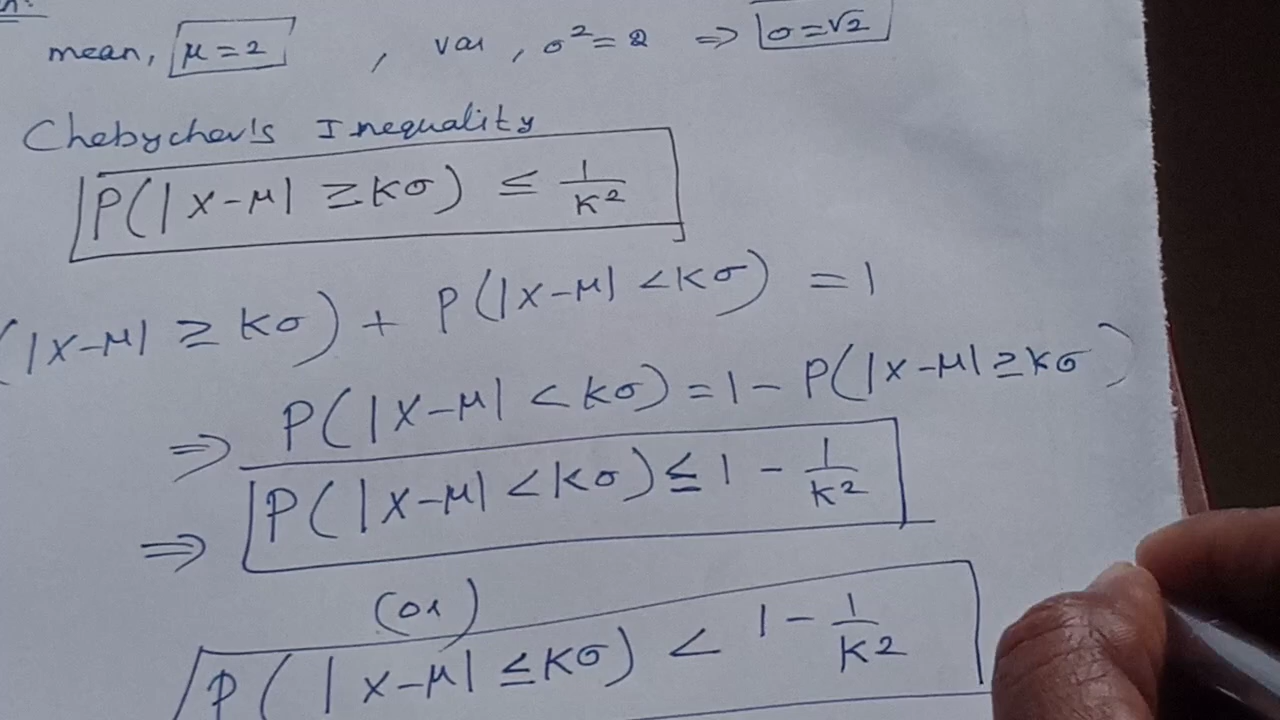 mean, μ = 2 , var , σ² = 2 ⇒ σ = √2
Chebychev's Inequality
P(|X-μ| ≥ kσ) ≤ 1/k²
(|X-μ| ≥ kσ) + P(|X-μ| < kσ) = 1
⇒ P(|X-μ| < kσ) = 1 - P(|X-μ| ≥ kσ)
⇒ P(|X-μ| < kσ) ≤ 1 - 1/k²
(or)
P(|X-μ| ≤ kσ) < 1 - 1/k²